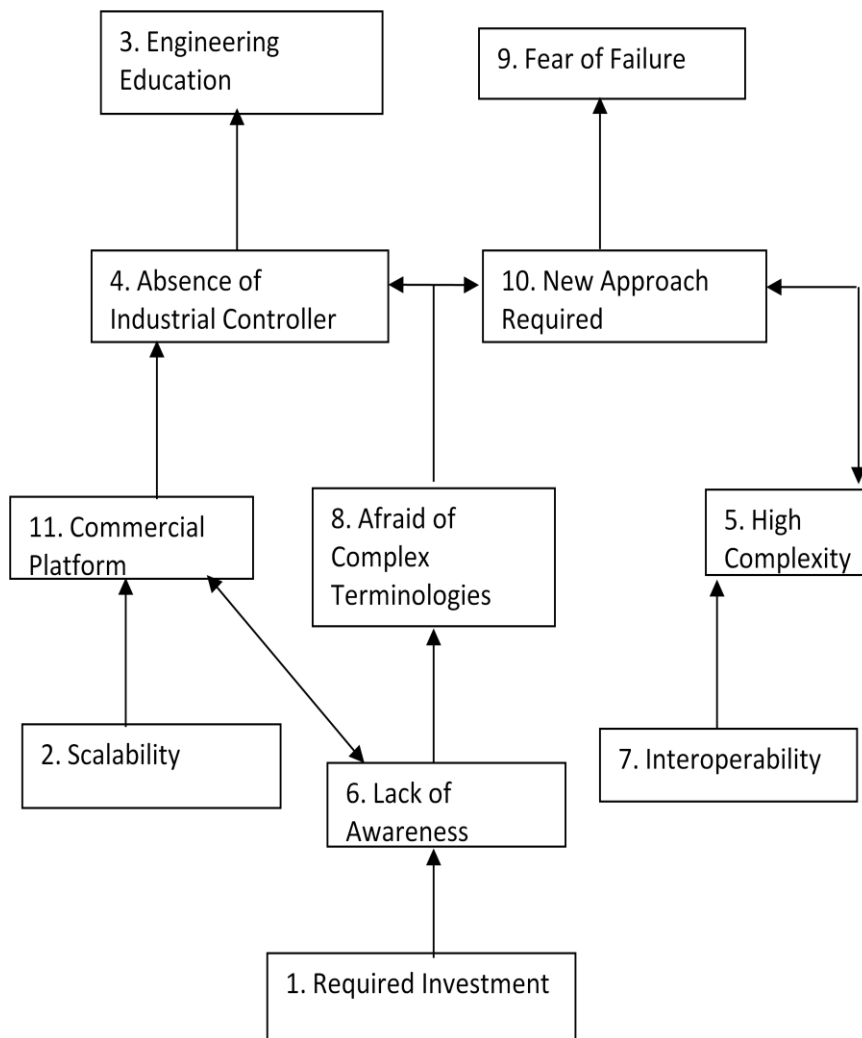 3. Engineering
Education
9. Fear of Failure
4. Absence of
Industrial Controller
10. New Approach
Required
11. Commercial
Platform
8. Afraid of
Complex
Terminologies
5. High
Complexity
2. Scalability
7. Interoperability
6. Lack of
Awareness
1. Required Investment